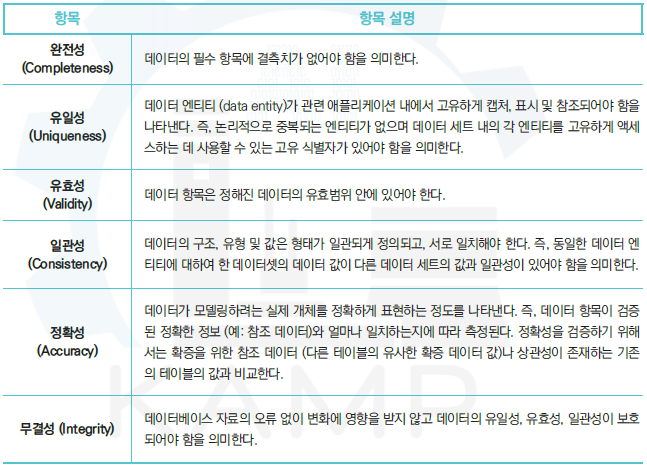 항목
항목 설명
완전성
(Completeness)
데이터의 필수 항목에 결측치가 없어야 함을 의미한다.
유일성
(Uniqueness)
데이터 엔티티 (data entity)가 관련 애플리케이션 내에서 고유하게 캡처, 표시 및 참조되어야 함을
나타낸다. 즉, 논리적으로 중복되는 엔티티가 없으며 데이터 세트 내의 각 엔티티를 고유하게 액세
스하는 데 사용할 수 있는 고유 식별자가 있어야 함을 의미한다.
유효성
(Validity)
데이터 항목은 정해진 데이터의 유효범위 안에 있어야 한다.
일관성
(Consistency)
데이터의 구조, 유형 및 값은 형태가 일관되게 정의되고, 서로 일치해야 한다. 즉, 동일한 데이터 엔
티티에 대하여 한 데이터셋의 데이터 값이 다른 데이터 세트의 값과 일관성이 있어야 함을 의미한다.
정확성
(Accuracy)
데이터가 모델링하려는 실제 개체를 정확하게 표현하는 정도를 나타낸다. 즉, 데이터 항목이 검증
된 정확한 정보 (예: 참조 데이터)와 얼마나 일치하는지에 따라 측정된다. 정확성을 검증하기 위해
서는 확증을 위한 참조 데이터 (다른 테이블의 유사한 확증 데이터 값)나 상관성이 존재하는 기존
의 테이블의 값과 비교한다.
무결성 (Integrity)
데이터베이스 자료의 오류 없이 변화에 영향을 받지 않고 데이터의 유일성, 유효성, 일관성이 보호
되어야 함을 의미한다.
KAMP